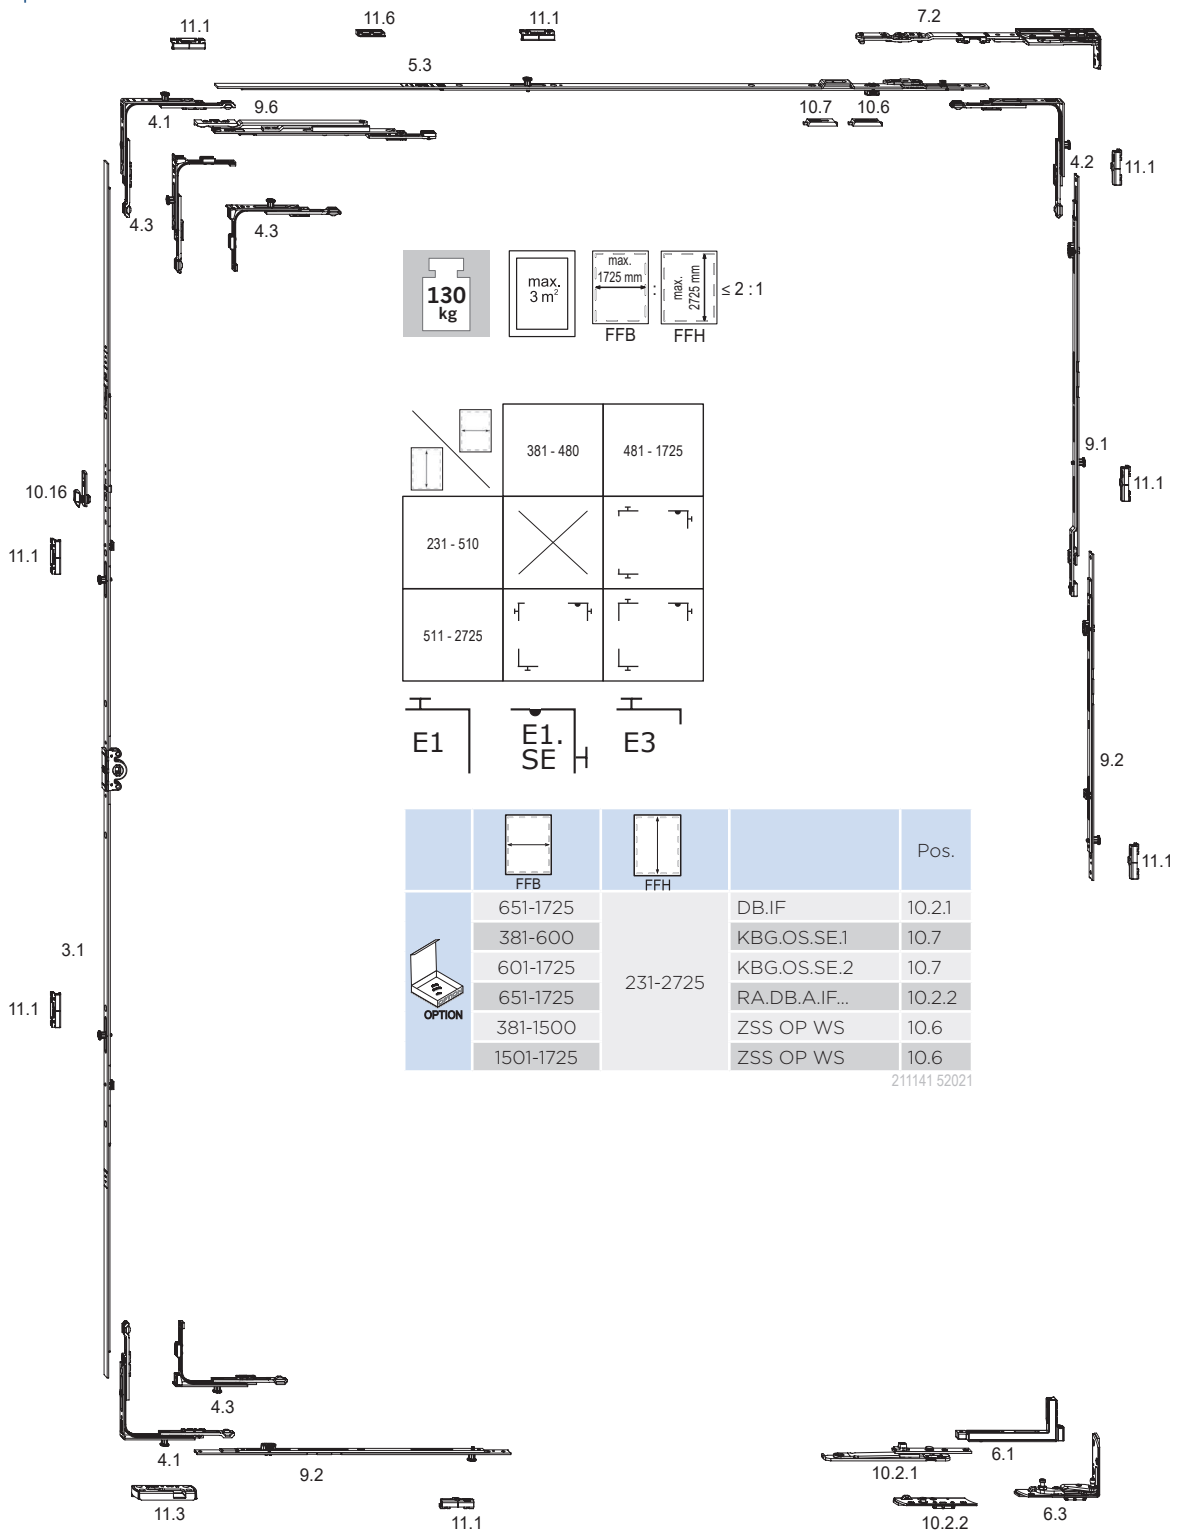 11.1
11.6
11.1
7.2
5.3
4.1
9.6
10.7
10.6
4.2
11.1
4.3
4.3
130
kg
max.
3 m²
max.
1725 mm
FFB
:
max.
2725 mm
FFH
≤ 2 : 1
381 - 480
481 - 1725
231 - 510
511 - 2725
E1
E1.
SE
E3
10.16
11.1
9.1
11.1
9.2
11.1
3.1
11.1
FFB
FFH
Pos.
OPTION
651-1725
231-2725
DB.IF
10.2.1
381-600
KBG.OS.SE.1
10.7
601-1725
KBG.OS.SE.2
10.7
651-1725
RA.DB.A.IF...
10.2.2
381-1500
ZSS OP WS
10.6
1501-1725
ZSS OP WS
10.6
211141 52021
4.3
4.1
9.2
11.3
11.1
10.2.1
6.1
10.2.2
6.3